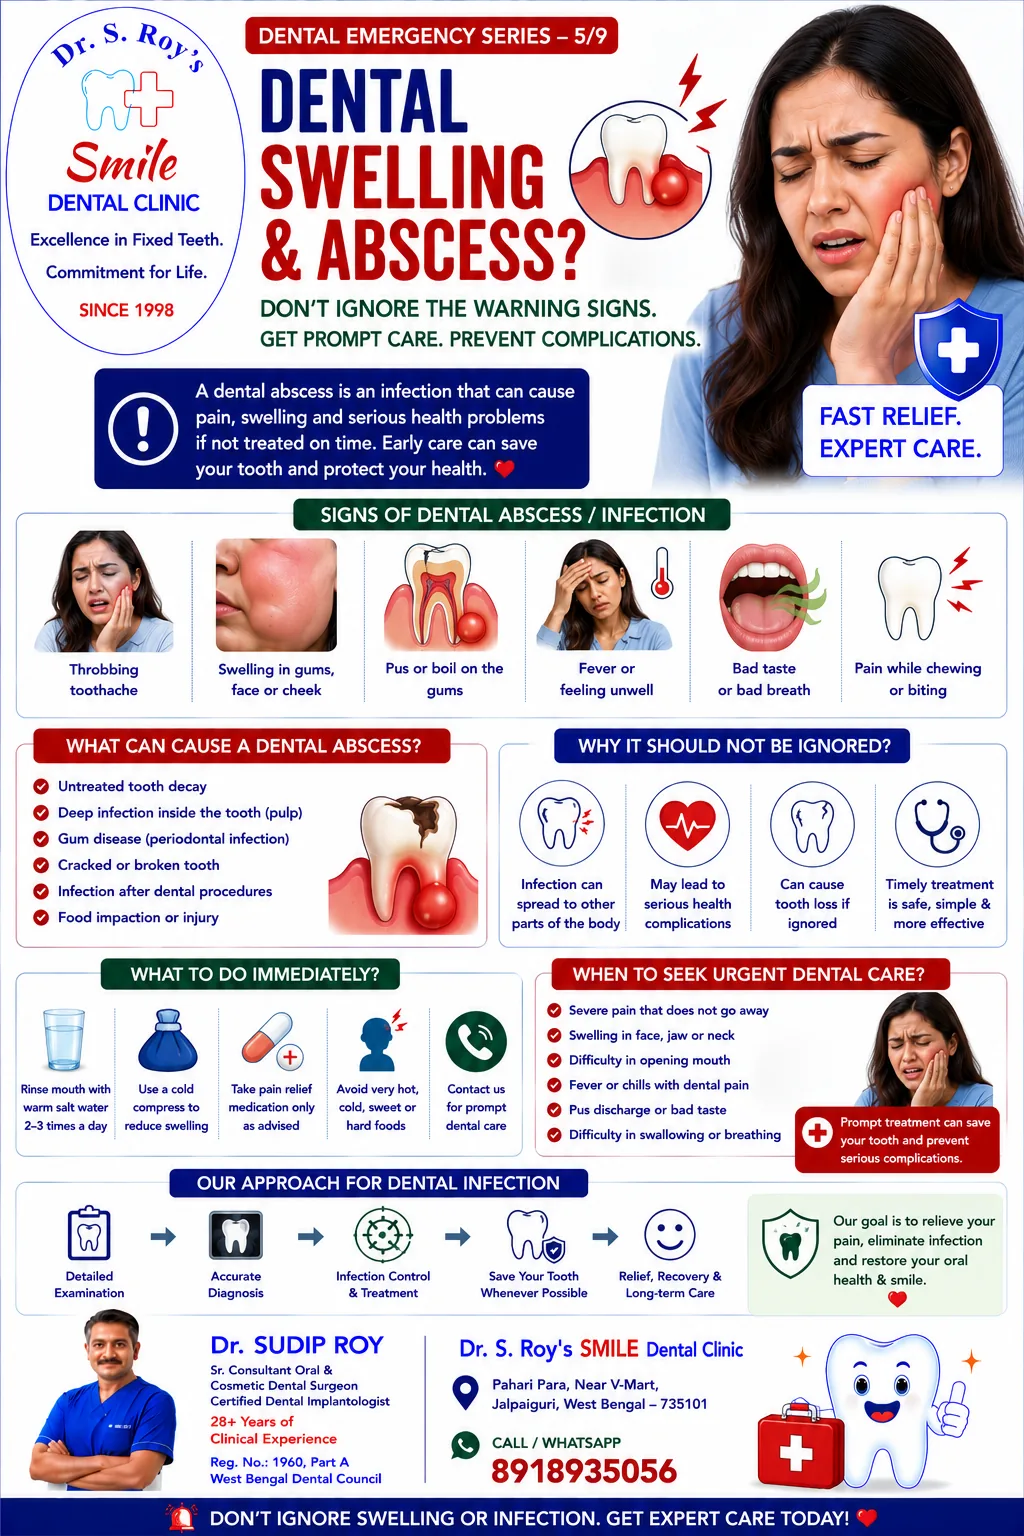 Dr. S. Roy's
Smile
DENTAL CLINIC
Excellence in Fixed Teeth.
Commitment for Life.
SINCE 1998
DENTAL EMERGENCY SERIES – 5/9
DENTAL
SWELLING
& ABSCESS?
DON'T IGNORE THE WARNING SIGNS.
GET PROMPT CARE. PREVENT COMPLICATIONS.
FAST RELIEF.
EXPERT CARE.
A dental abscess is an infection that can cause
pain, swelling and serious health problems
if not treated on time. Early care can save
your tooth and protect your health.
SIGNS OF DENTAL ABSCESS / INFECTION
Throbbing
toothache
Swelling in gums,
face or cheek
Pus or boil on the
gums
Fever or
feeling unwell
Bad taste
or bad breath
Pain while chewing
or biting
WHAT CAN CAUSE A DENTAL ABSCESS?
Untreated tooth decay
Deep infection inside the tooth (pulp)
Gum disease (periodontal infection)
Cracked or broken tooth
Infection after dental procedures
Food impaction or injury
WHY IT SHOULD NOT BE IGNORED?
Infection can
spread to other
parts of the body
May lead to
serious health
complications
Can cause
tooth loss if
ignored
Timely treatment
is safe, simple &
more effective
WHAT TO DO IMMEDIATELY?
Rinse mouth with
warm salt water
2–3 times a day
Use a cold
compress to
reduce swelling
Take pain relief
medication only
as advised
Avoid very hot,
cold, sweet or
hard foods
Contact us
for prompt
dental care
WHEN TO SEEK URGENT DENTAL CARE?
Severe pain that does not go away
Swelling in face, jaw or neck
Difficulty in opening mouth
Fever or chills with dental pain
Pus discharge or bad taste
Difficulty in swallowing or breathing
Prompt treatment can save
your tooth and prevent
serious complications.
OUR APPROACH FOR DENTAL INFECTION
Detailed
Examination
Accurate
Diagnosis
Infection Control
& Treatment
Save Your Tooth
Whenever Possible
Relief, Recovery &
Long-term Care
Our goal is to relieve your
pain, eliminate infection
and restore your oral
health & smile.
Dr. SUDIP ROY
Sr. Consultant Oral &
Cosmetic Dental Surgeon
Certified Dental Implantologist
28+ Years of
Clinical Experience
Reg. No.: 1960, Part A
West Bengal Dental Council
Dr. S. Roy's SMILE Dental Clinic
Pahari Para, Near V-Mart,
Jalpaiguri, West Bengal – 735101
CALL / WHATSAPP
8918935056
DON'T IGNORE SWELLING OR INFECTION. GET EXPERT CARE TODAY!